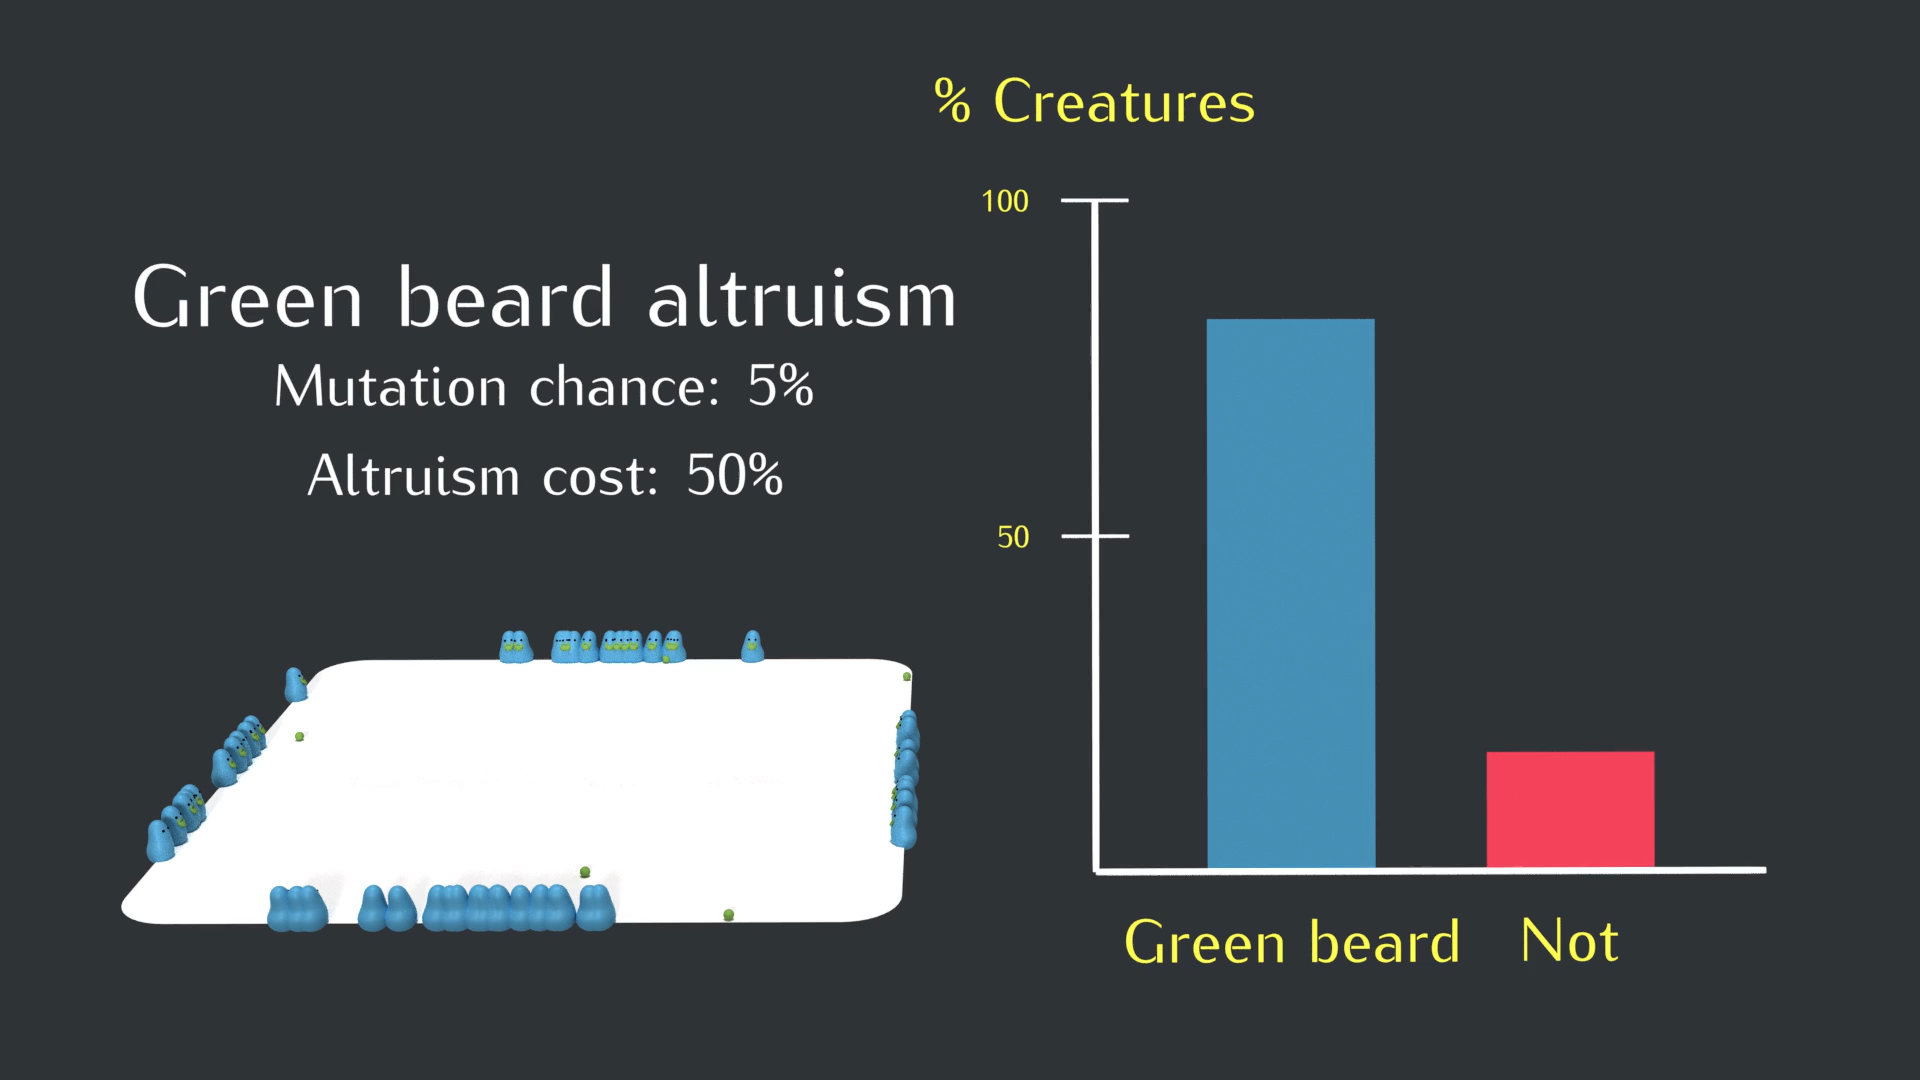 % Creatures
100
Green beard altruism
Mutation chance: 5%
Altruism cost: 50%
50
Green beard
Not